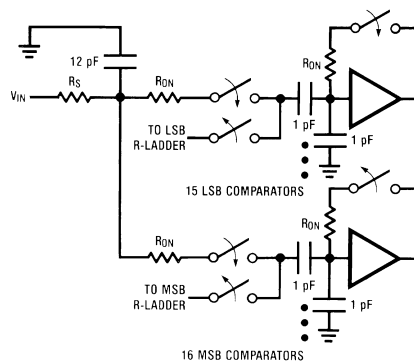 12 pF
RS
RON
VIN
RON
1 pF
1 pF
TO LSB
R-LADDER
15 LSB COMPARATORS
RON
RON
1 pF
1 pF
TO MSB
R-LADDER
16 MSB COMPARATORS